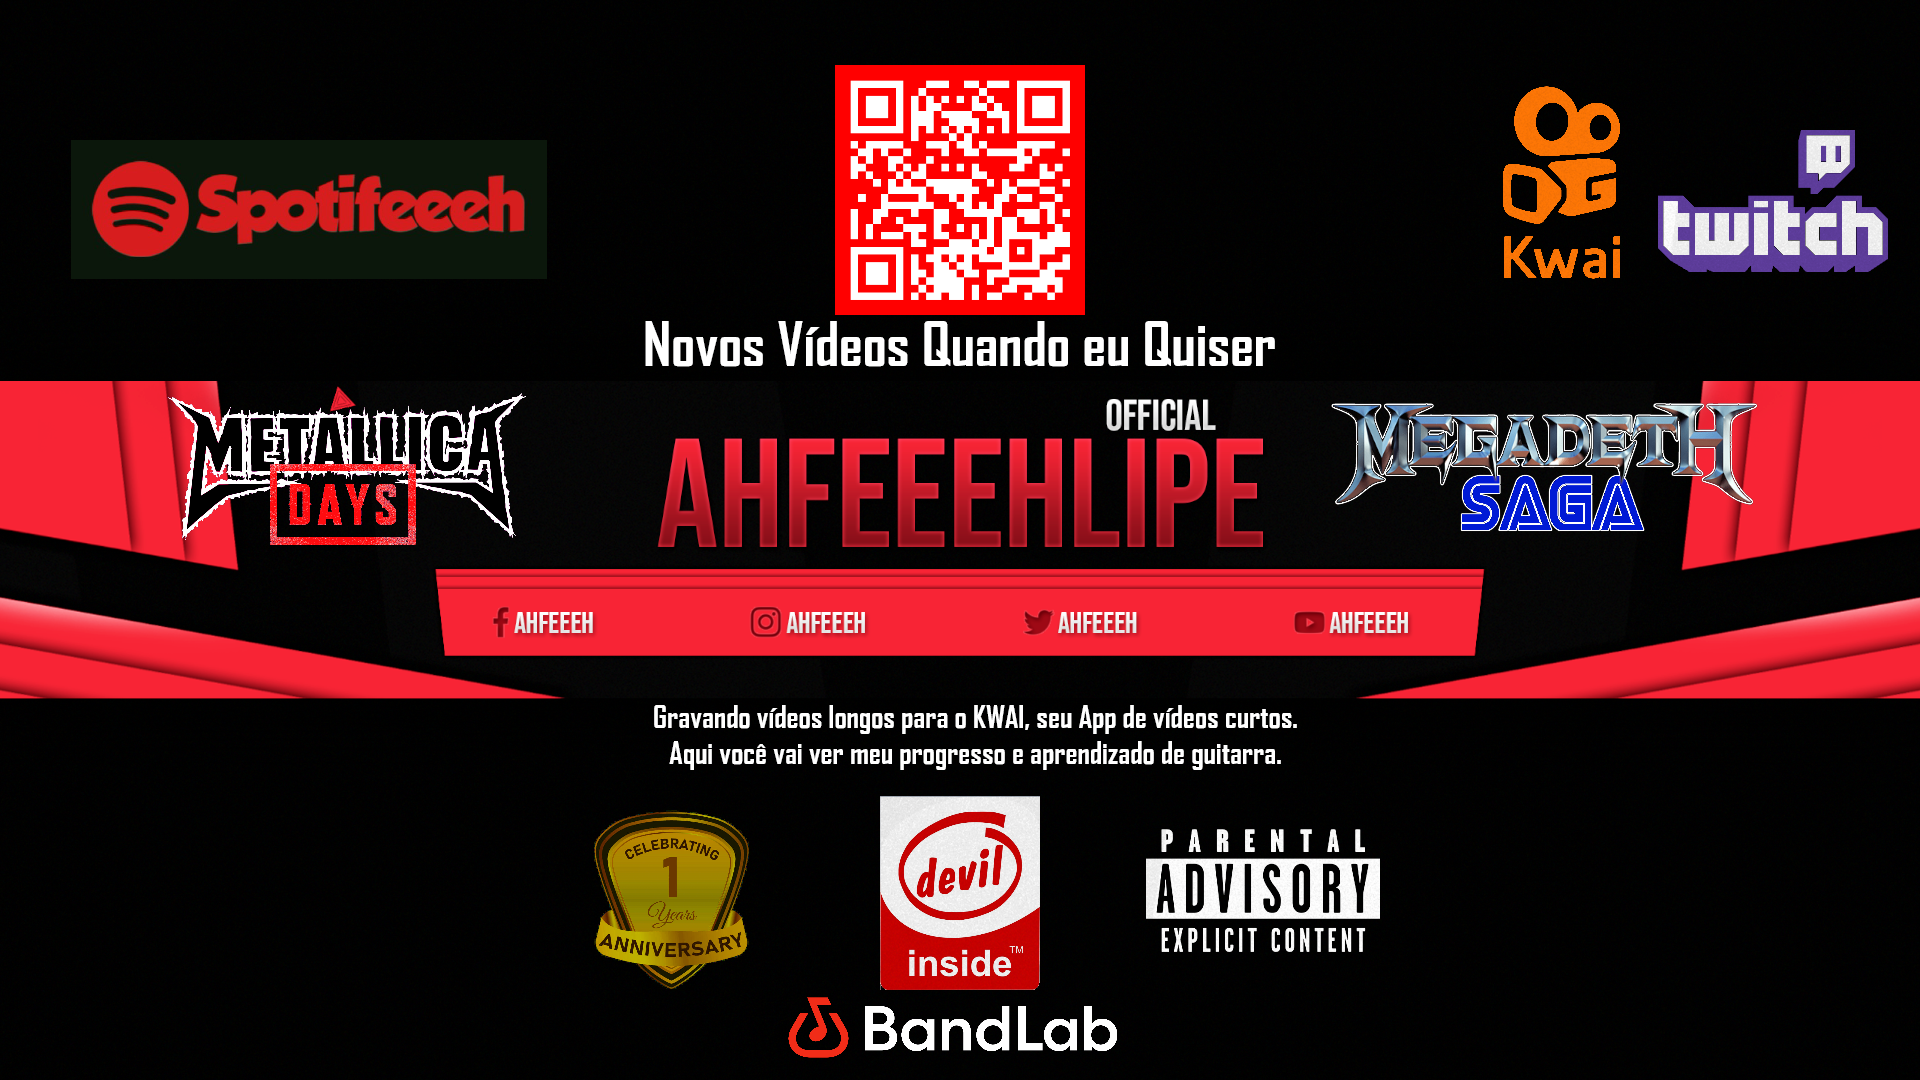 Spotifeeeh
Kwai
twitch
Novos Vídeos Quando eu Quiser
METALLICA
DAYS
OFFICIAL
AHFEEEHLIPE
MEGADETH
SAGA
AHFEEEH
AHFEEEH
AHFEEEH
AHFEEEH
Gravando vídeos longos para o KWAI, seu App de vídeos curtos.
Aqui você vai ver meu progresso e aprendizado de guitarra.
CELEBRATING
1
Years
ANNIVERSARY
devil
inside™
PARENTAL
ADVISORY
EXPLICIT CONTENT
BandLab